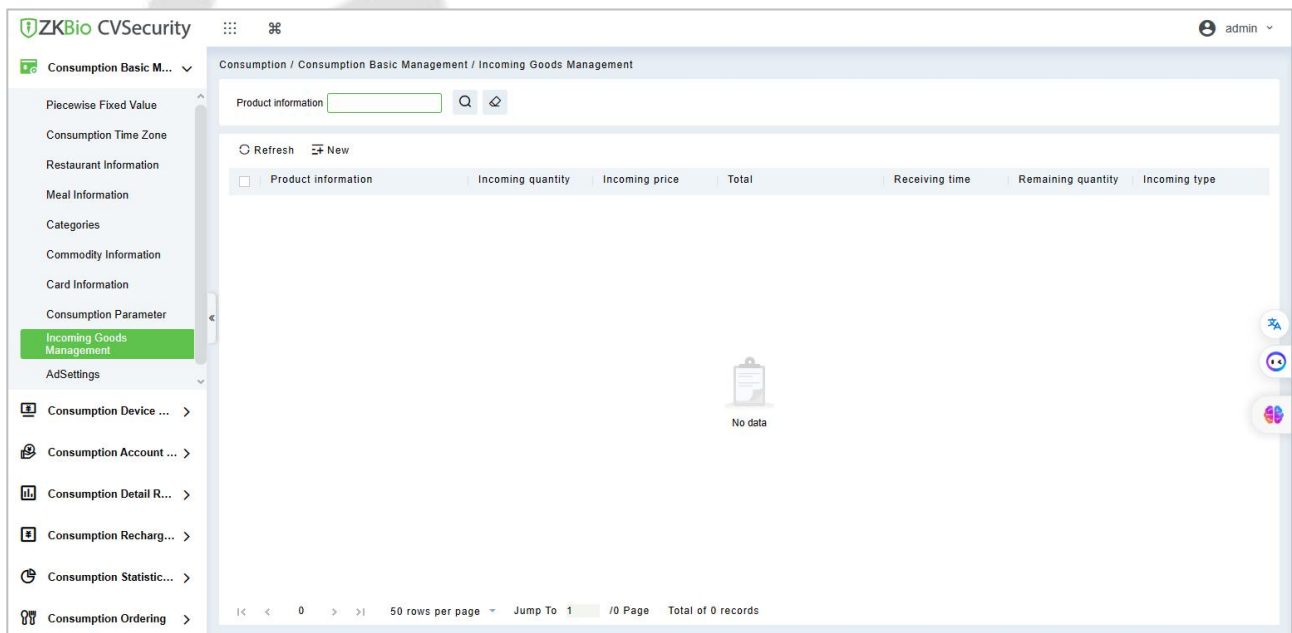 ZKBio CVSecurity
admin
Consumption Basic M...
Piecewise Fixed Value
Consumption Time Zone
Restaurant Information
Meal Information
Categories
Commodity Information
Card Information
Consumption Parameter
Incoming Goods
Management
AdSettings
Consumption Device ...
Consumption Account ...
Consumption Detail R...
Consumption Recharg...
Consumption Statistic...
Consumption Ordering
Consumption / Consumption Basic Management / Incoming Goods Management
Product information
Refresh New
Product information Incoming quantity Incoming price Total Receiving time Remaining quantity Incoming type
No data
0 50 rows per page Jump To 1 /0 Page Total of 0 records